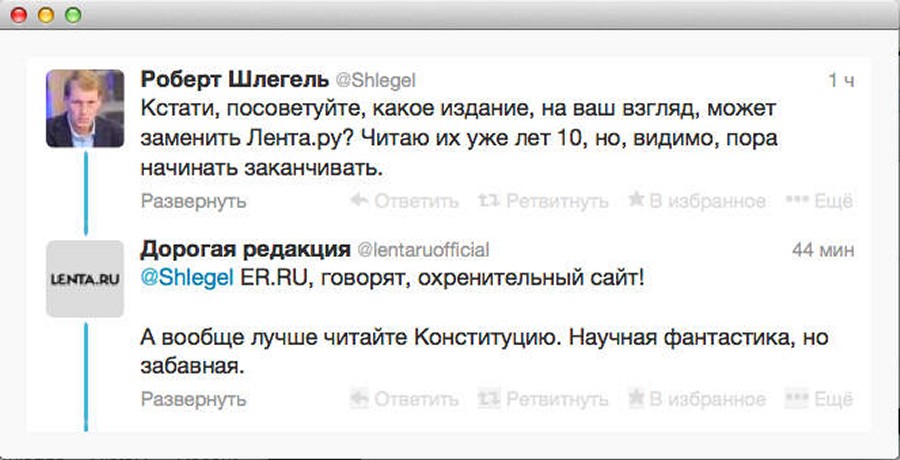 Роберт Шлегель @Shlegel 1 ч
Кстати, посоветуйте, какое издание, на ваш взгляд, может
заменить Лента.ру? Читаю их уже лет 10, но, видимо, пора
начинать заканчивать.
Развернуть Ответить Ретвитнуть В избранное Ещё
Дорогая редакция @lentaruofficial 44 мин
LENTA.RU
@Shlegel ER.RU, говорят, охренительный сайт!
А вообще лучше читайте Конституцию. Научная фантастика, но
забавная.
Развернуть Ответить Ретвитнуть В избранное Ещё